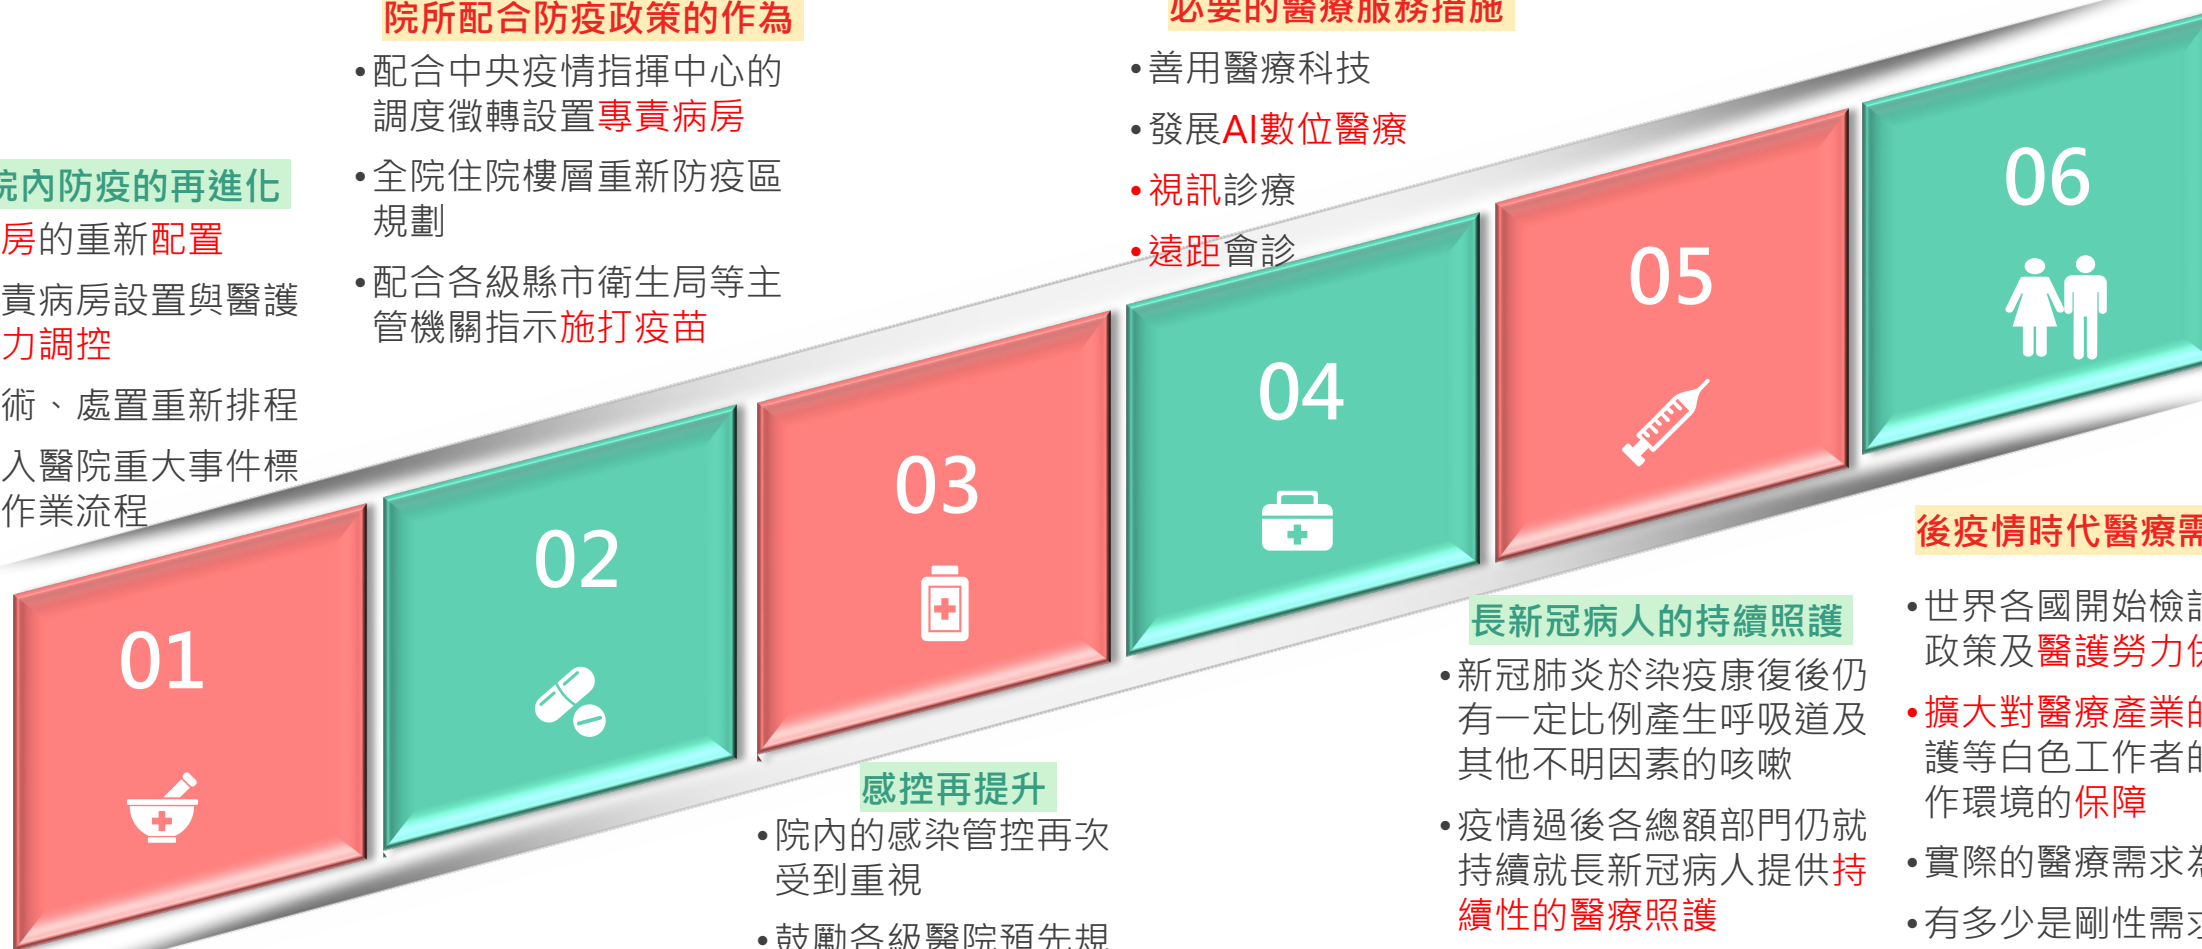 院內防疫的再進化
房的重新配置
責病房設置與醫護
力調控
術、處置重新排程
入醫院重大事件標
作業流程
01
院所配合防疫政策的作為
•配合中央疫情指揮中心的
調度徵轉設置專責病房
•全院住院樓層重新防疫區
規劃
•配合各級縣市衛生局等主
管機關指示施打疫苗
02
03
感控再提升
•院內的感染管控再次
受到重視
•鼓勵各級醫院預先規
必要的醫療服務措施
•善用醫療科技
•發展AI數位醫療
•視訊診療
•遠距會診
04
05
長新冠病人的持續照護
•新冠肺炎於染疫康復後仍
有一定比例產生呼吸道及
其他不明因素的咳嗽
•疫情過後各總額部門仍就
持續就長新冠病人提供持
續性的醫療照護
06
後疫情時代醫療需
•世界各國開始檢
政策及醫護勞力
•擴大對醫療產業的
護等白色工作者的
作環境的保障
•實際的醫療需求為
•有多少是剛性需求